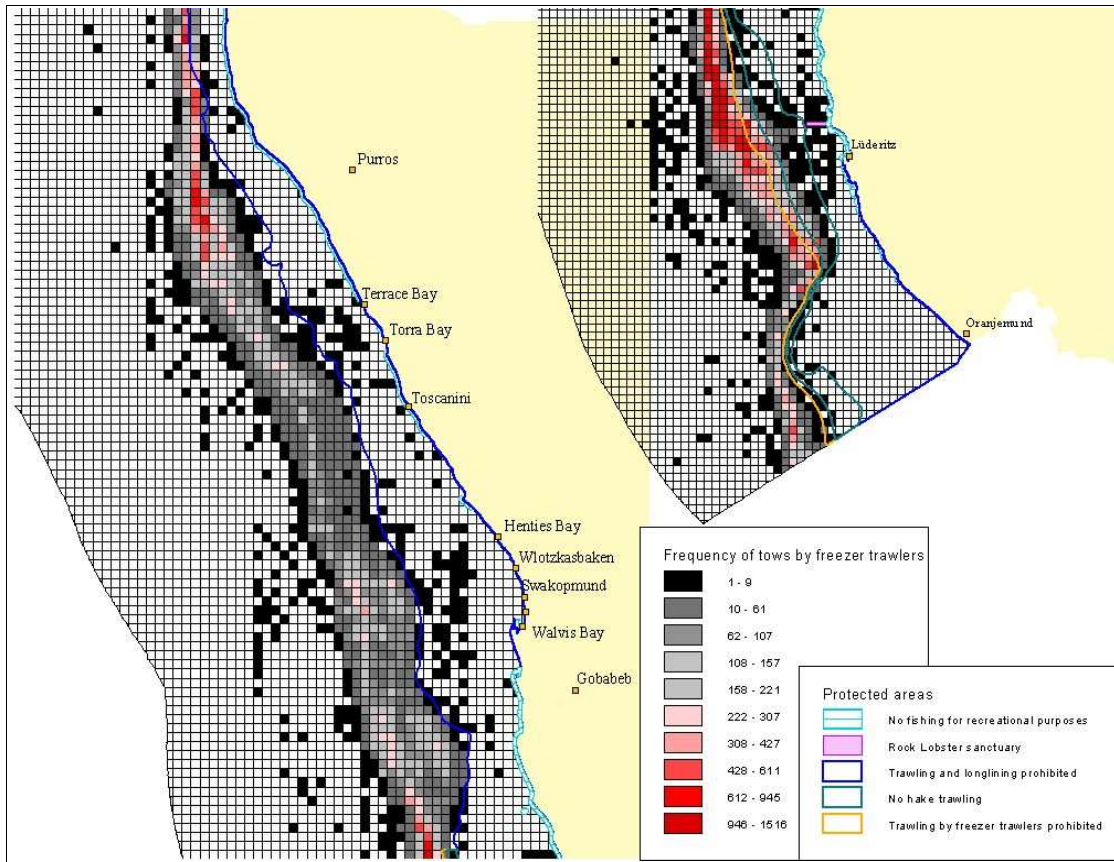 Purros
Terrace Bay
Torra Bay
Toscanini
Henties Bay
Wlotzkasbaken
Swakopmund
Walvis Bay
Gobabeb
Lüderitz
Oranjemund
Frequency of tows by freezer trawlers
1 - 9
10 - 61
62 - 107
108 - 157
158 - 221
222 - 307
308 - 427
428 - 611
612 - 945
946 - 1516
Protected areas
No fishing for recreational purposes
Rock Lobster sanctuary
Trawling and longlining prohibited
No hake trawling
Trawling by freezer trawlers prohibited